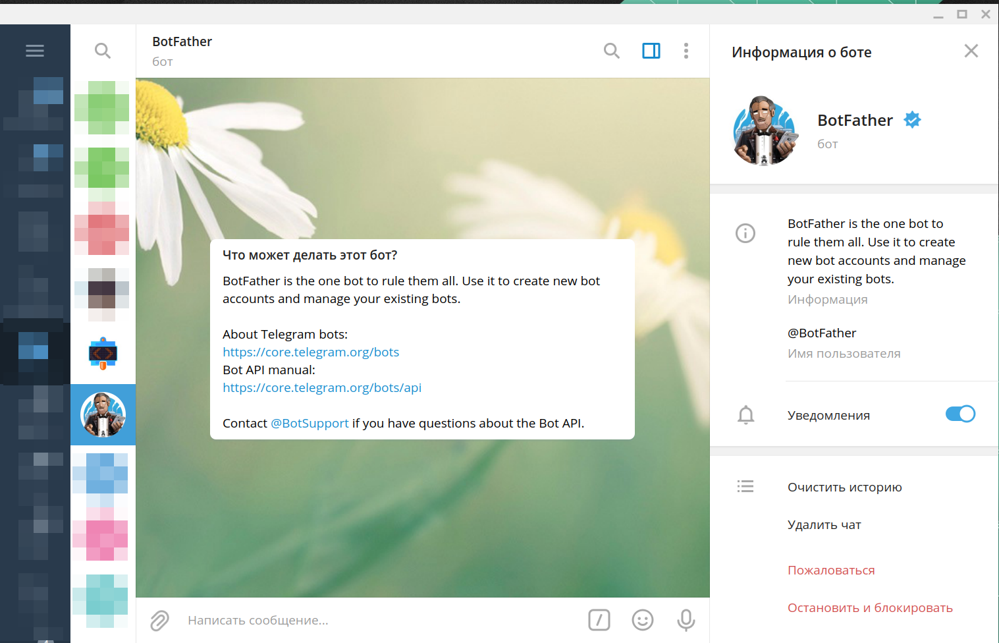 BotFather
бот
Что может делать этот бот?
BotFather is the one bot to rule them all. Use it to create new bot
accounts and manage your existing bots.
About Telegram bots:
https://core.telegram.org/bots
Bot API manual:
https://core.telegram.org/bots/api
Contact @BotSupport if you have questions about the Bot API.
Написать сообщение...
Информация о боте
BotFather
бот
BotFather is the one bot to
rule them all. Use it to create
new bot accounts and manage
your existing bots.
Информация
@BotFather
Имя пользователя
Уведомления
Очистить историю
Удалить чат
Пожаловаться
Остановить и блокировать